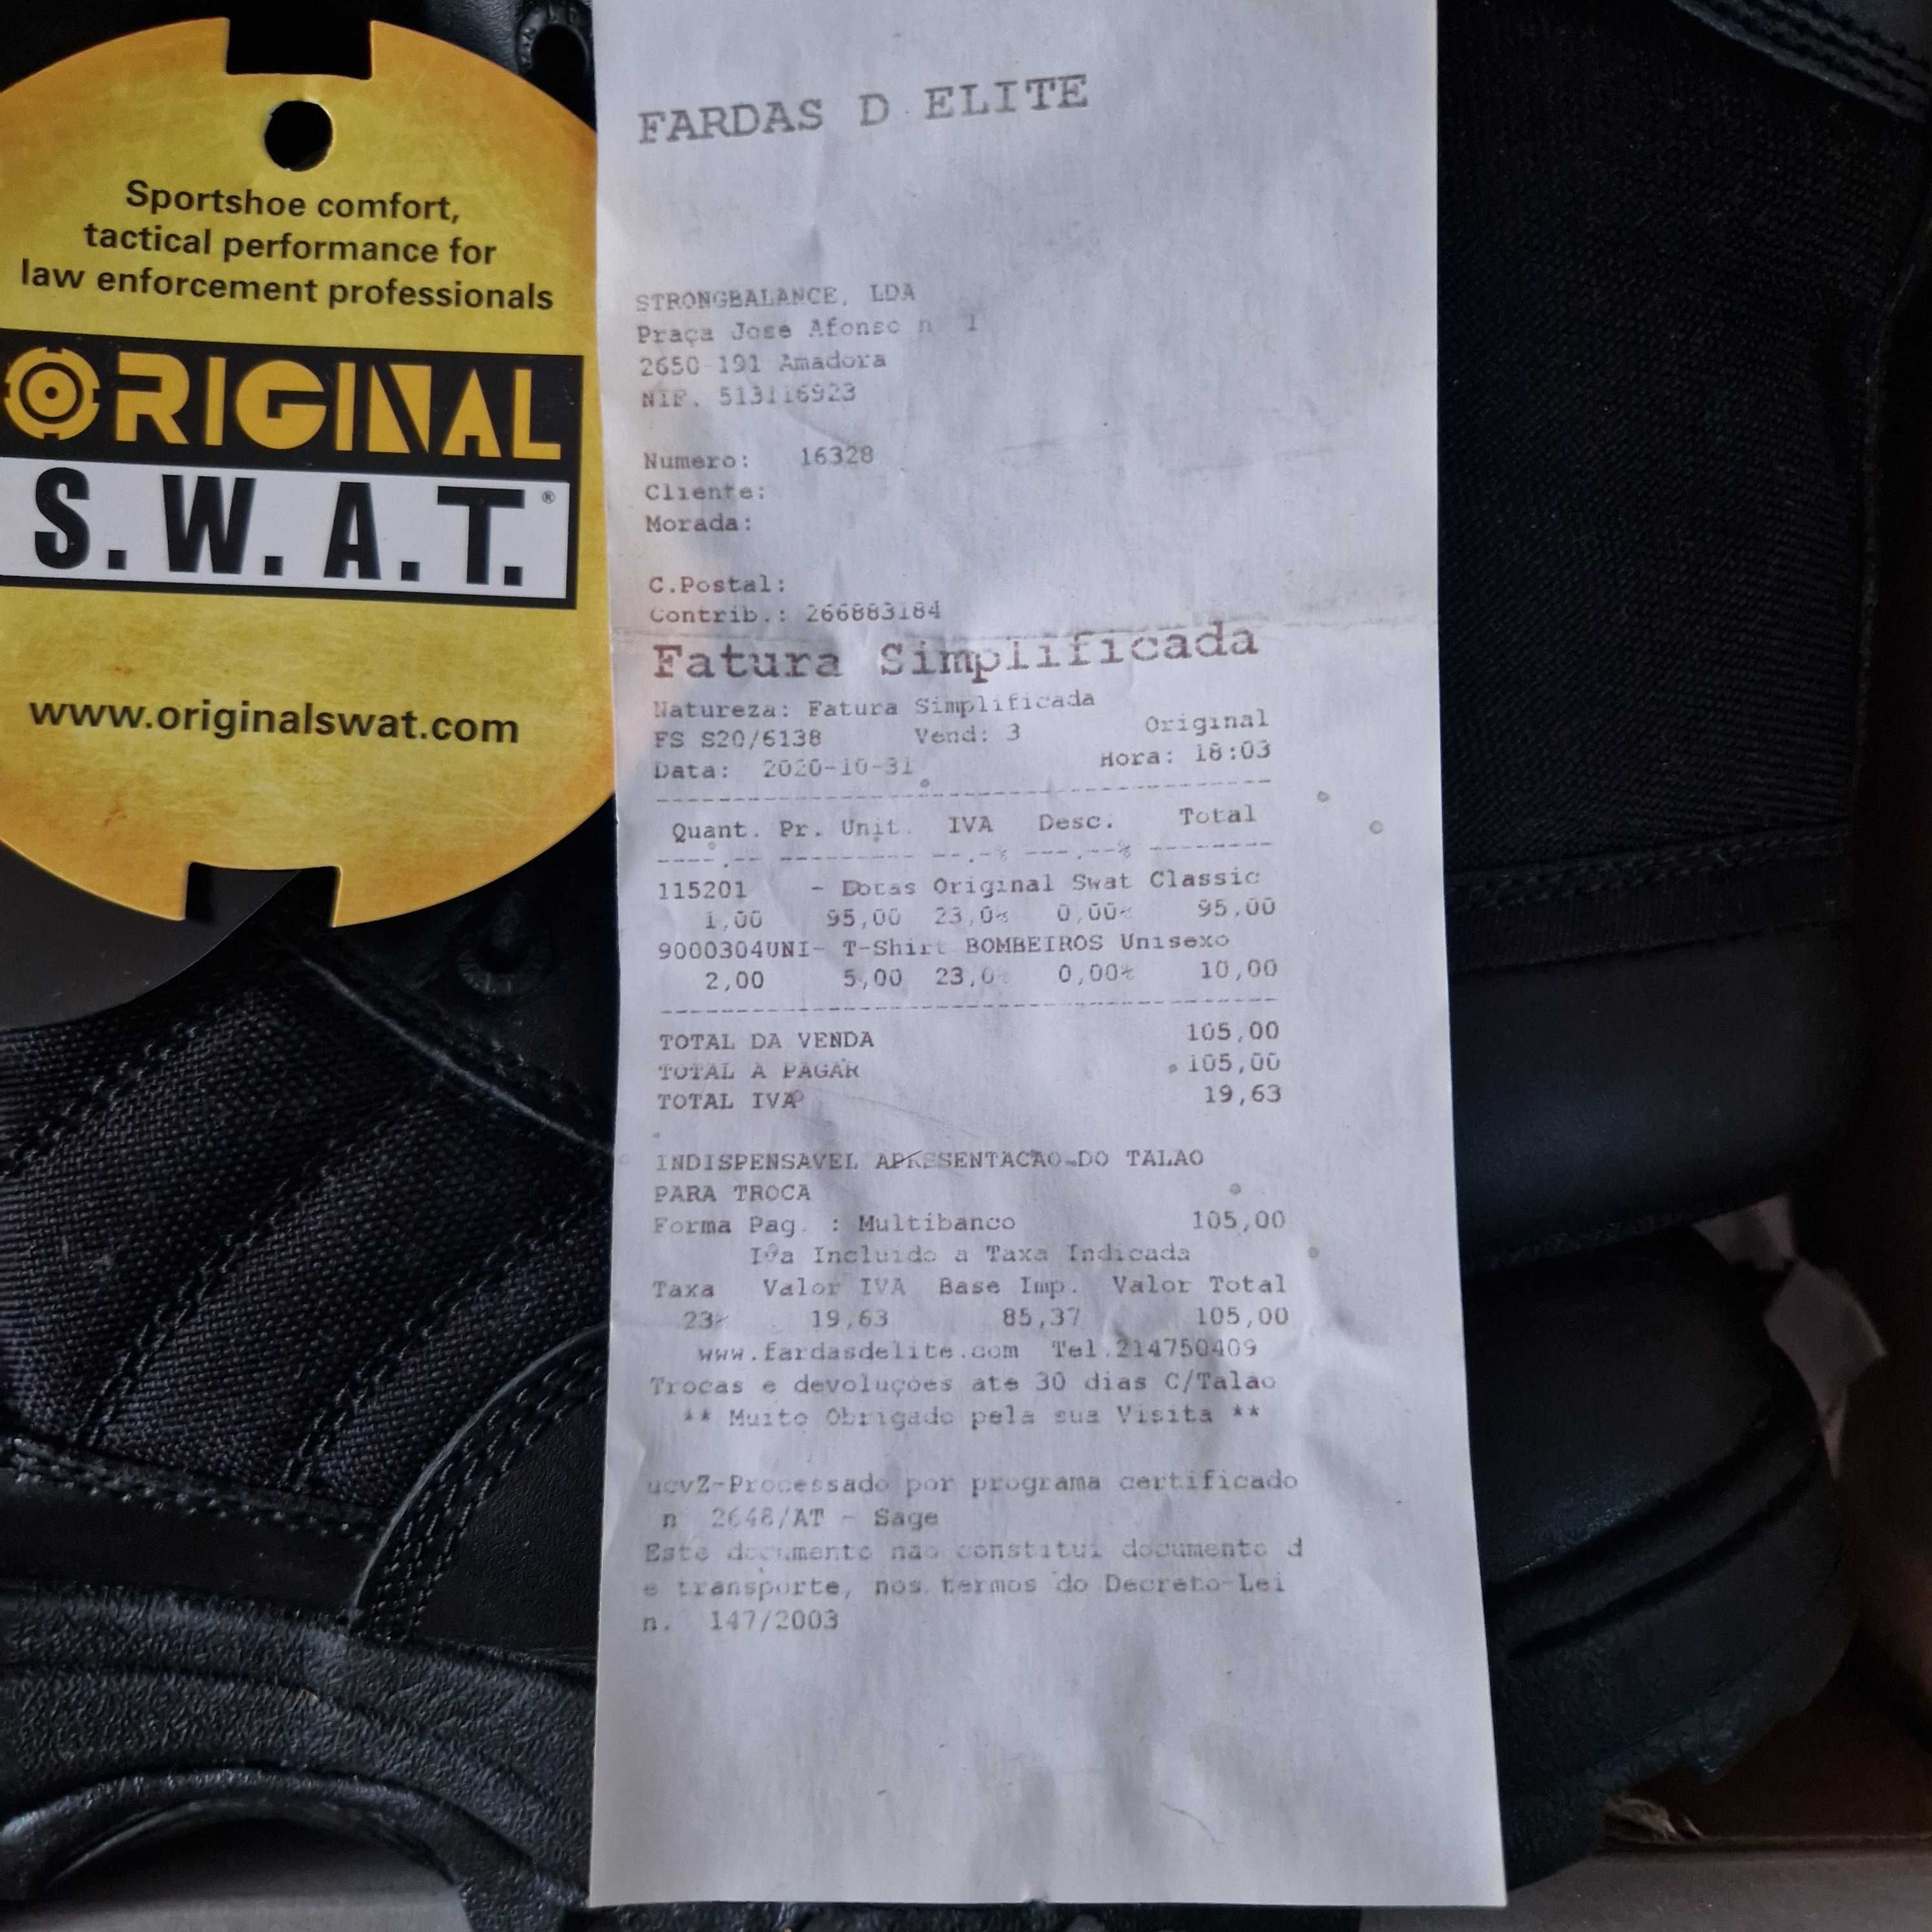 Sportshoe comfort,
tactical performance for
law enforcement professionals
ORIGINAL
S.W.A.T.®
www.originalswat.com
FARDAS D ELITE
STRONGBALANCE, LDA
Praça José Afonso n 1
2650 191 Amadora
NIF. 513116923
Numero: 16328
Cliente:
Morada:
C.Postal:
Contrib.: 266883184
Fatura Simplificada
Natureza: Fatura Simplificada
FS S20/6138 Vend: 3 Original
Data: 2020-10-31 Hora: 18:03
Quant. Pr. Unit. IVA Desc. Total
115201 - Botas Original Swat Classic
1,00 95,00 23,0% 0,00% 95,00
9000304UNI- T-Shirt BOMBEIROS Unisexo
2,00 5,00 23,0% 0,00% 10,00
TOTAL DA VENDA 105,00
TOTAL A PAGAR 105,00
TOTAL IVA 19,63
INDISPENSAVEL APRESENTACAO DO TALAO
PARA TROCA
Forma Pag. : Multibanco 105,00
Iva Incluido a Taxa Indicada
Taxa Valor IVA Base Imp. Valor Total
23% 19,63 85,37 105,00
www.fardasdelite.com Tel.214750409
Trocas e devoluções ate 30 dias C/Talao
** Muito Obrigado pela sua Visita **
ucvZ-Processado por programa certificado
n 2648/AT - Sage
Este documento nao constitui documento d
e transporte, nos termos do Decreto-Lei
n. 147/2003